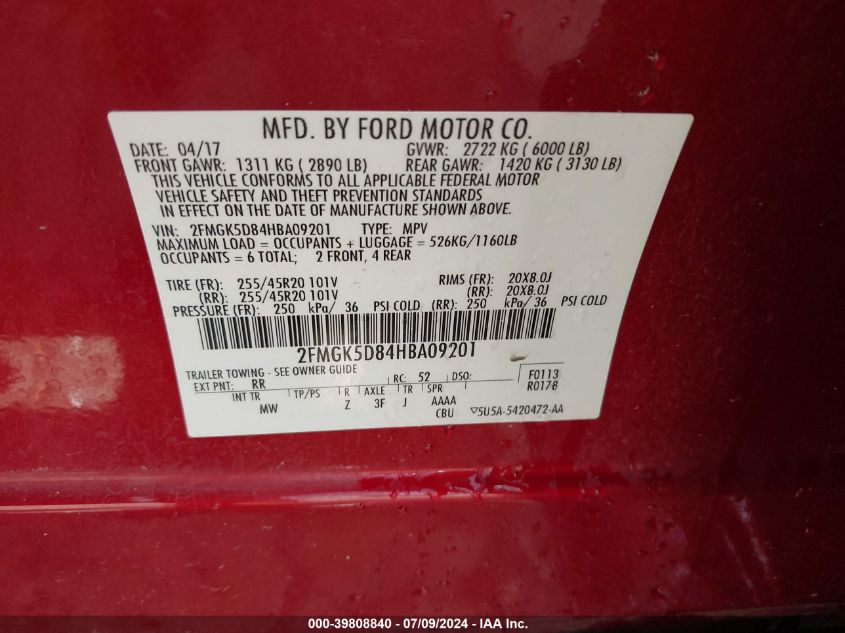 MFD. BY FORD MOTOR CO.
DATE: 04/17 GVWR: 2722 KG ( 6000 LB)
FRONT GAWR: 1311 KG ( 2890 LB) REAR GAWR: 1420 KG ( 3130 LB)
THIS VEHICLE CONFORMS TO ALL APPLICABLE FEDERAL MOTOR
VEHICLE SAFETY AND THEFT PREVENTION STANDARDS
IN EFFECT ON THE DATE OF MANUFACTURE SHOWN ABOVE.
VIN: 2FMGK5D84HBA09201 TYPE: MPV
MAXIMUM LOAD = OCCUPANTS + LUGGAGE = 526KG/1160LB
OCCUPANTS = 6 TOTAL; 2 FRONT, 4 REAR
TIRE (FR): 255/45R20 101V RIMS (FR): 20X8.0J
(RR): 255/45R20 101V (RR): 20X8.0J
PRESSURE (FR): 250 kPa/ 36 PSI COLD (RR): 250 kPa/ 36 PSI COLD
2FMGK5D84HBA09201
TRAILER TOWING - SEE OWNER GUIDE
EXT PNT: RR RC: 52 DSO: F0113
INT TR TP/PS R AXLE TR SPR R0178
MW Z 3F J AAAA
CBU 5U5A-5420472-AA
000-39808840 - 07/09/2024 - IAA Inc.